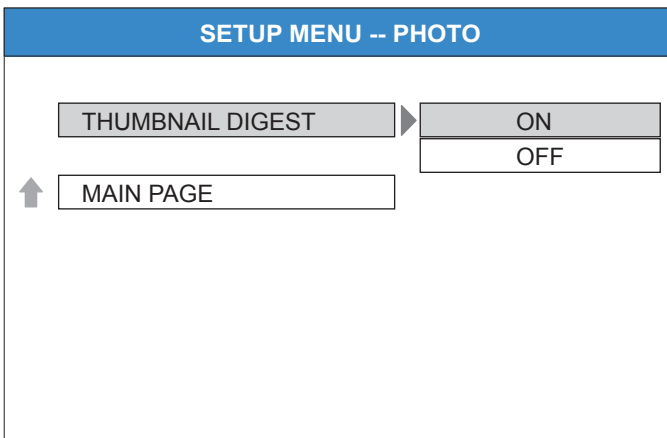 SETUP MENU -- PHOTO
THUMBNAIL DIGEST
ON
OFF
MAIN PAGE